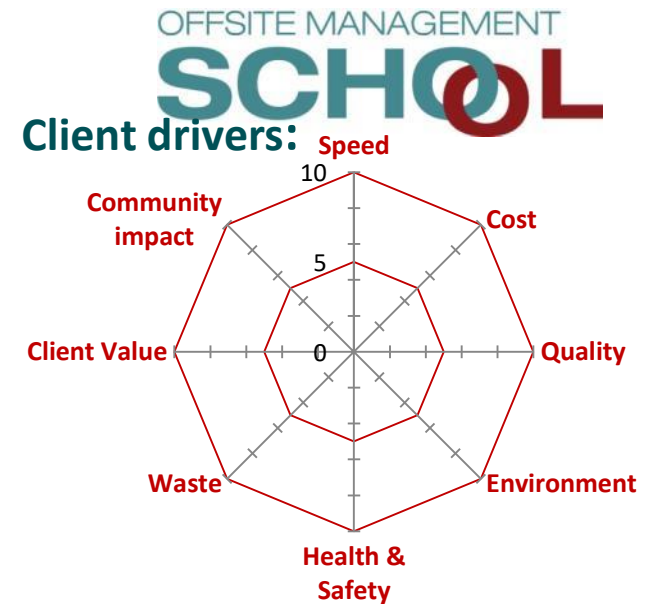 OFFSITE MANAGEMENT
SCHOOL
Client drivers:
Speed
10
Community
impact
Cost
5
Client Value
0
Quality
Waste
Environment
Health &
Safety